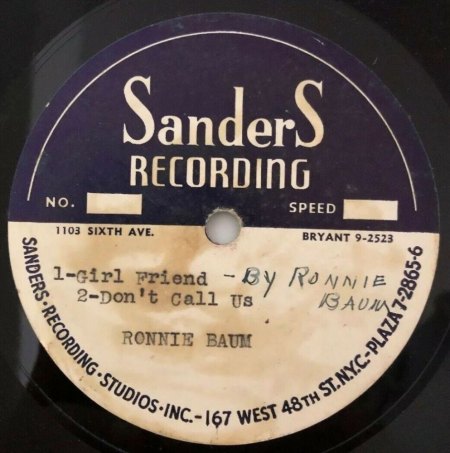 SanderS
RECORDING
NO. SPEED
1103 SIXTH AVE. BRYANT 9-2523
1-Girl Friend - BY RONNIE
2-Don't Call Us BAUM
RONNIE BAUM
SANDERS-RECORDING-STUDIOS-INC.-167 WEST 48TH ST.N.Y.C-PLAZA 7-2865-6